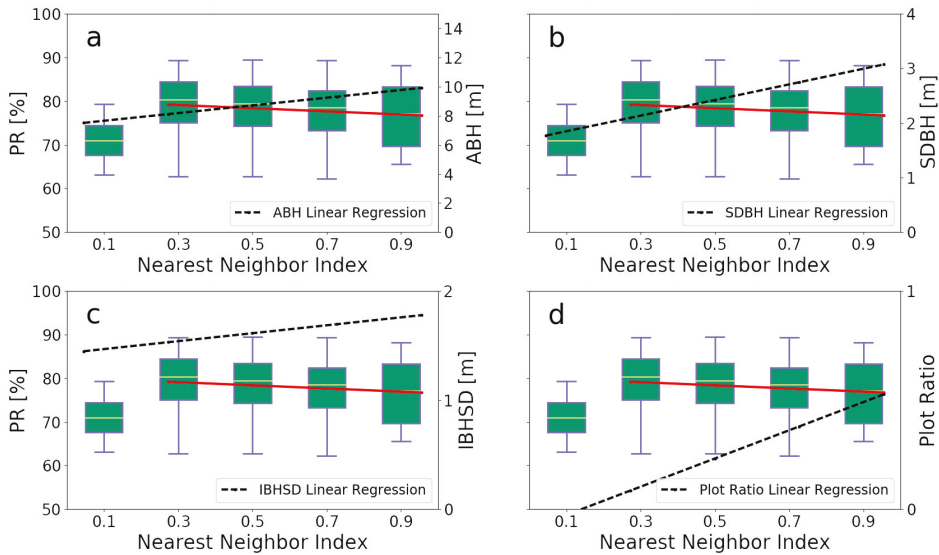 a
100
90
80
70
60
50
PR [%]
14
12
10
8
6
4
2
0
ABH [m]
ABH Linear Regression
0.1 0.3 0.5 0.7 0.9
Nearest Neighbor Index
b
4
3
2
1
0
SDBH [m]
SDBH Linear Regression
0.1 0.3 0.5 0.7 0.9
Nearest Neighbor Index
c
100
90
80
70
60
50
PR [%]
2
1
0
IBHSD [m]
IBHSD Linear Regression
0.1 0.3 0.5 0.7 0.9
Nearest Neighbor Index
d
1
0
Plot Ratio
Plot Ratio Linear Regression
0.1 0.3 0.5 0.7 0.9
Nearest Neighbor Index